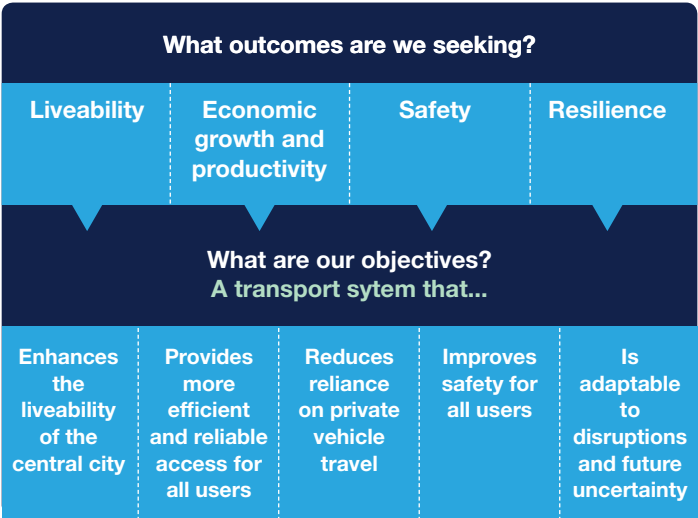 What outcomes are we seeking?
Liveability
Economic
growth and
productivity
Safety
Resilience
What are our objectives?
A transport sytem that...
Enhances
the
liveability
of the
central city
Provides
more
efficient
and reliable
access for
all users
Reduces
reliance
on private
vehicle
travel
Improves
safety for
all users
Is
adaptable
to
disruptions
and future
uncertainty